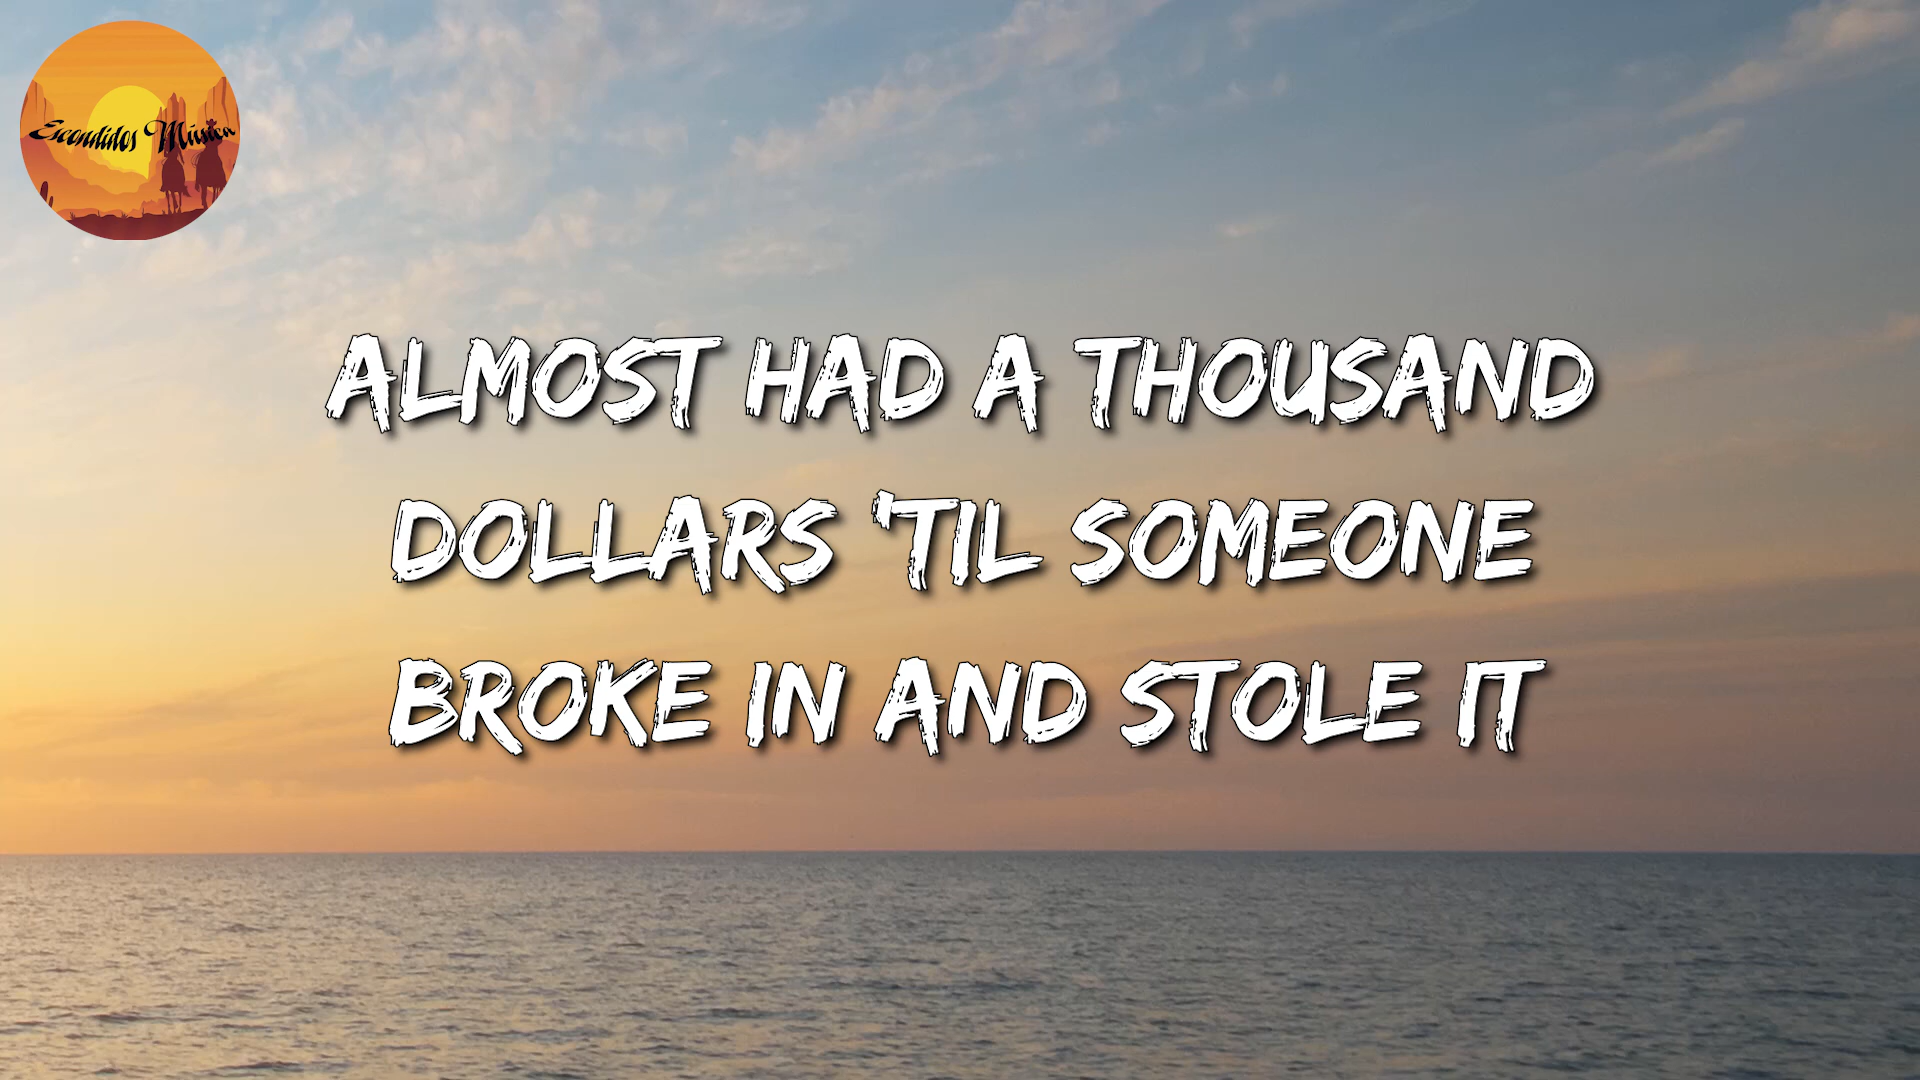 Escondidos Música
ALMOST HAD A THOUSAND
DOLLARS 'TIL SOMEONE
BROKE IN AND STOLE IT